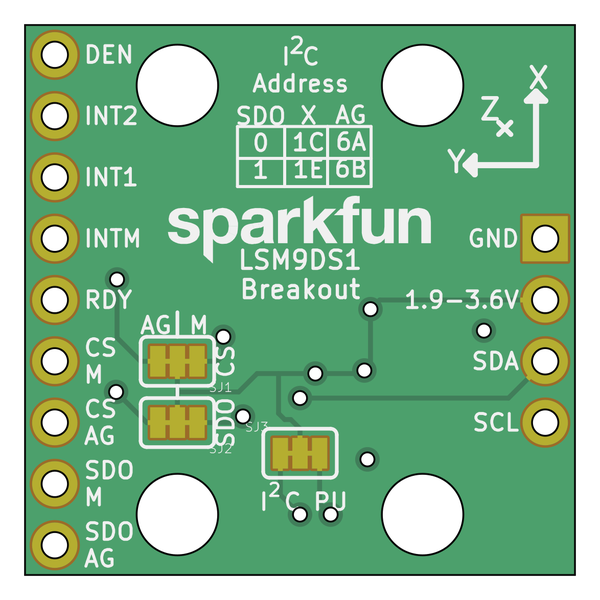 DEN
INT2
INT1
INTM
RDY
CS
M
CS
AG
SDO
M
SDO
AG
I²C
Address
SDO X AG
0 1C 6A
1 1E 6B
X
Z
Y
sparkfun
LSM9DS1
Breakout
GND
1.9-3.6V
SDA
SCL
AG | M
CS
SJ1
SDO
SJ2
SJ3
I²C PU